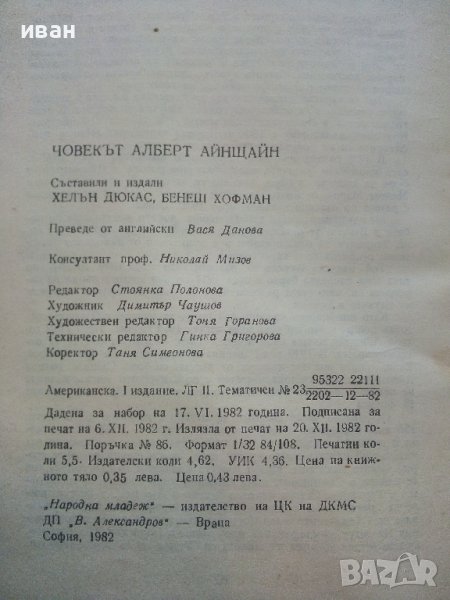 иван
ЧОВЕКЪТ АЛБЕРТ АЙНЩАЙН
Съставили и издали
ХЕЛЪН ДЮКАС, БЕНЕШ ХОФМАН
Преведе от английски Вася Данова
Консултант проф. Николай Мизов
Редактор Стоянка Полонова
Художник Димитър Чаушов
Художествен редактор Тоня Горанова
Технически редактор Гинка Григорова
Коректор Таня Симеонова
95322 22111
Американска. I издание. ЛГ II. Тематичен № 23
2202—12—82
Дадена за набор на 17. VI. 1982 година. Подписана за
печат на 6. XII. 1982 г. Излязла от печат на 20. XII. 1982 го-
дина. Поръчка № 86. Формат 1/32 84/108. Печатни
коли 5,5. Издателски коли 4,62. УИК 4,36. Цена на книж-
ното тяло 0,35 лева. Цена 0,43 лева.
„Народна младеж» — издателство на ЦК на ДКМС
ДП „В. Александров» — Враца
София, 1982
BAZAR